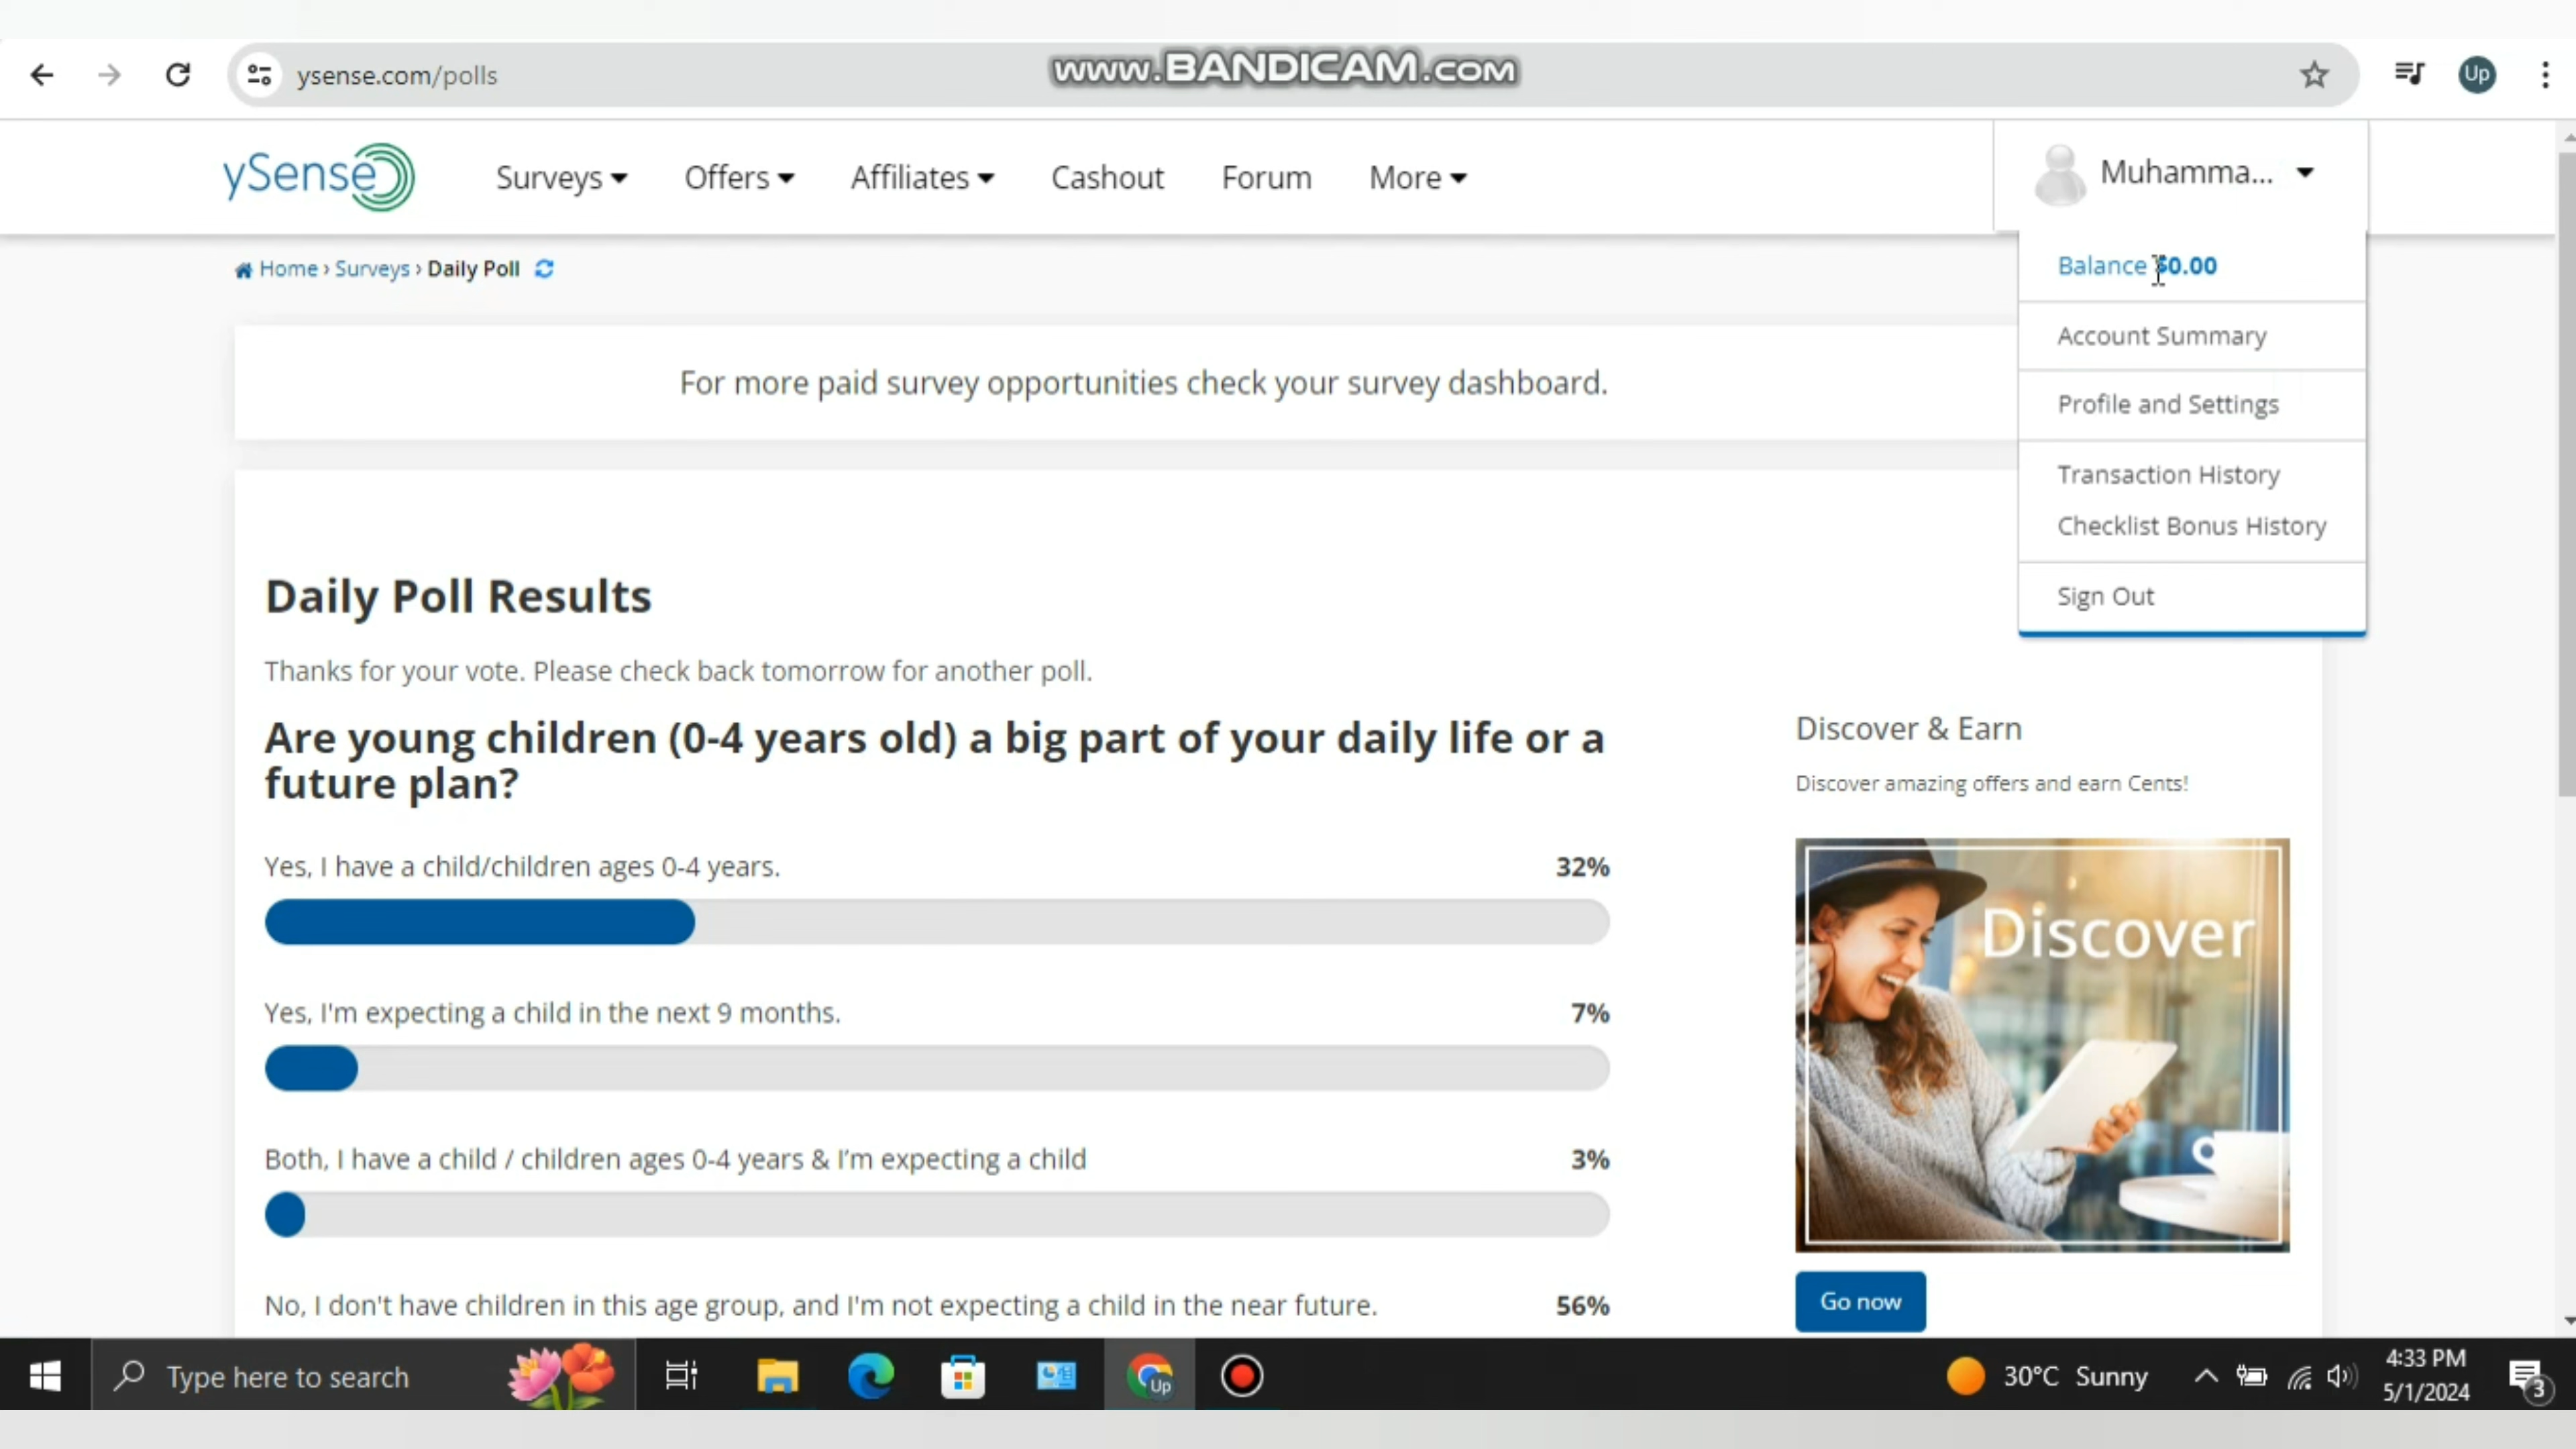 www.BANDICAM.com
ysense.com/polls
Up
ySense
Surveys
Offers
Affiliates
Cashout
Forum
More
Muhamma...
Balance $0.00
Account Summary
Profile and Settings
Transaction History
Checklist Bonus History
Sign Out
Home › Surveys › Daily Poll
For more paid survey opportunities check your survey dashboard.
Daily Poll Results
Thanks for your vote. Please check back tomorrow for another poll.
Are young children (0-4 years old) a big part of your daily life or a
future plan?
Yes, I have a child/children ages 0-4 years. 32%
Yes, I'm expecting a child in the next 9 months. 7%
Both, I have a child / children ages 0-4 years & I’m expecting a child 3%
No, I don't have children in this age group, and I'm not expecting a child in the near future. 56%
Discover & Earn
Discover amazing offers and earn Cents!
Discover
Go now
Type here to search
Up
30°C Sunny
4:33 PM
5/1/2024
3